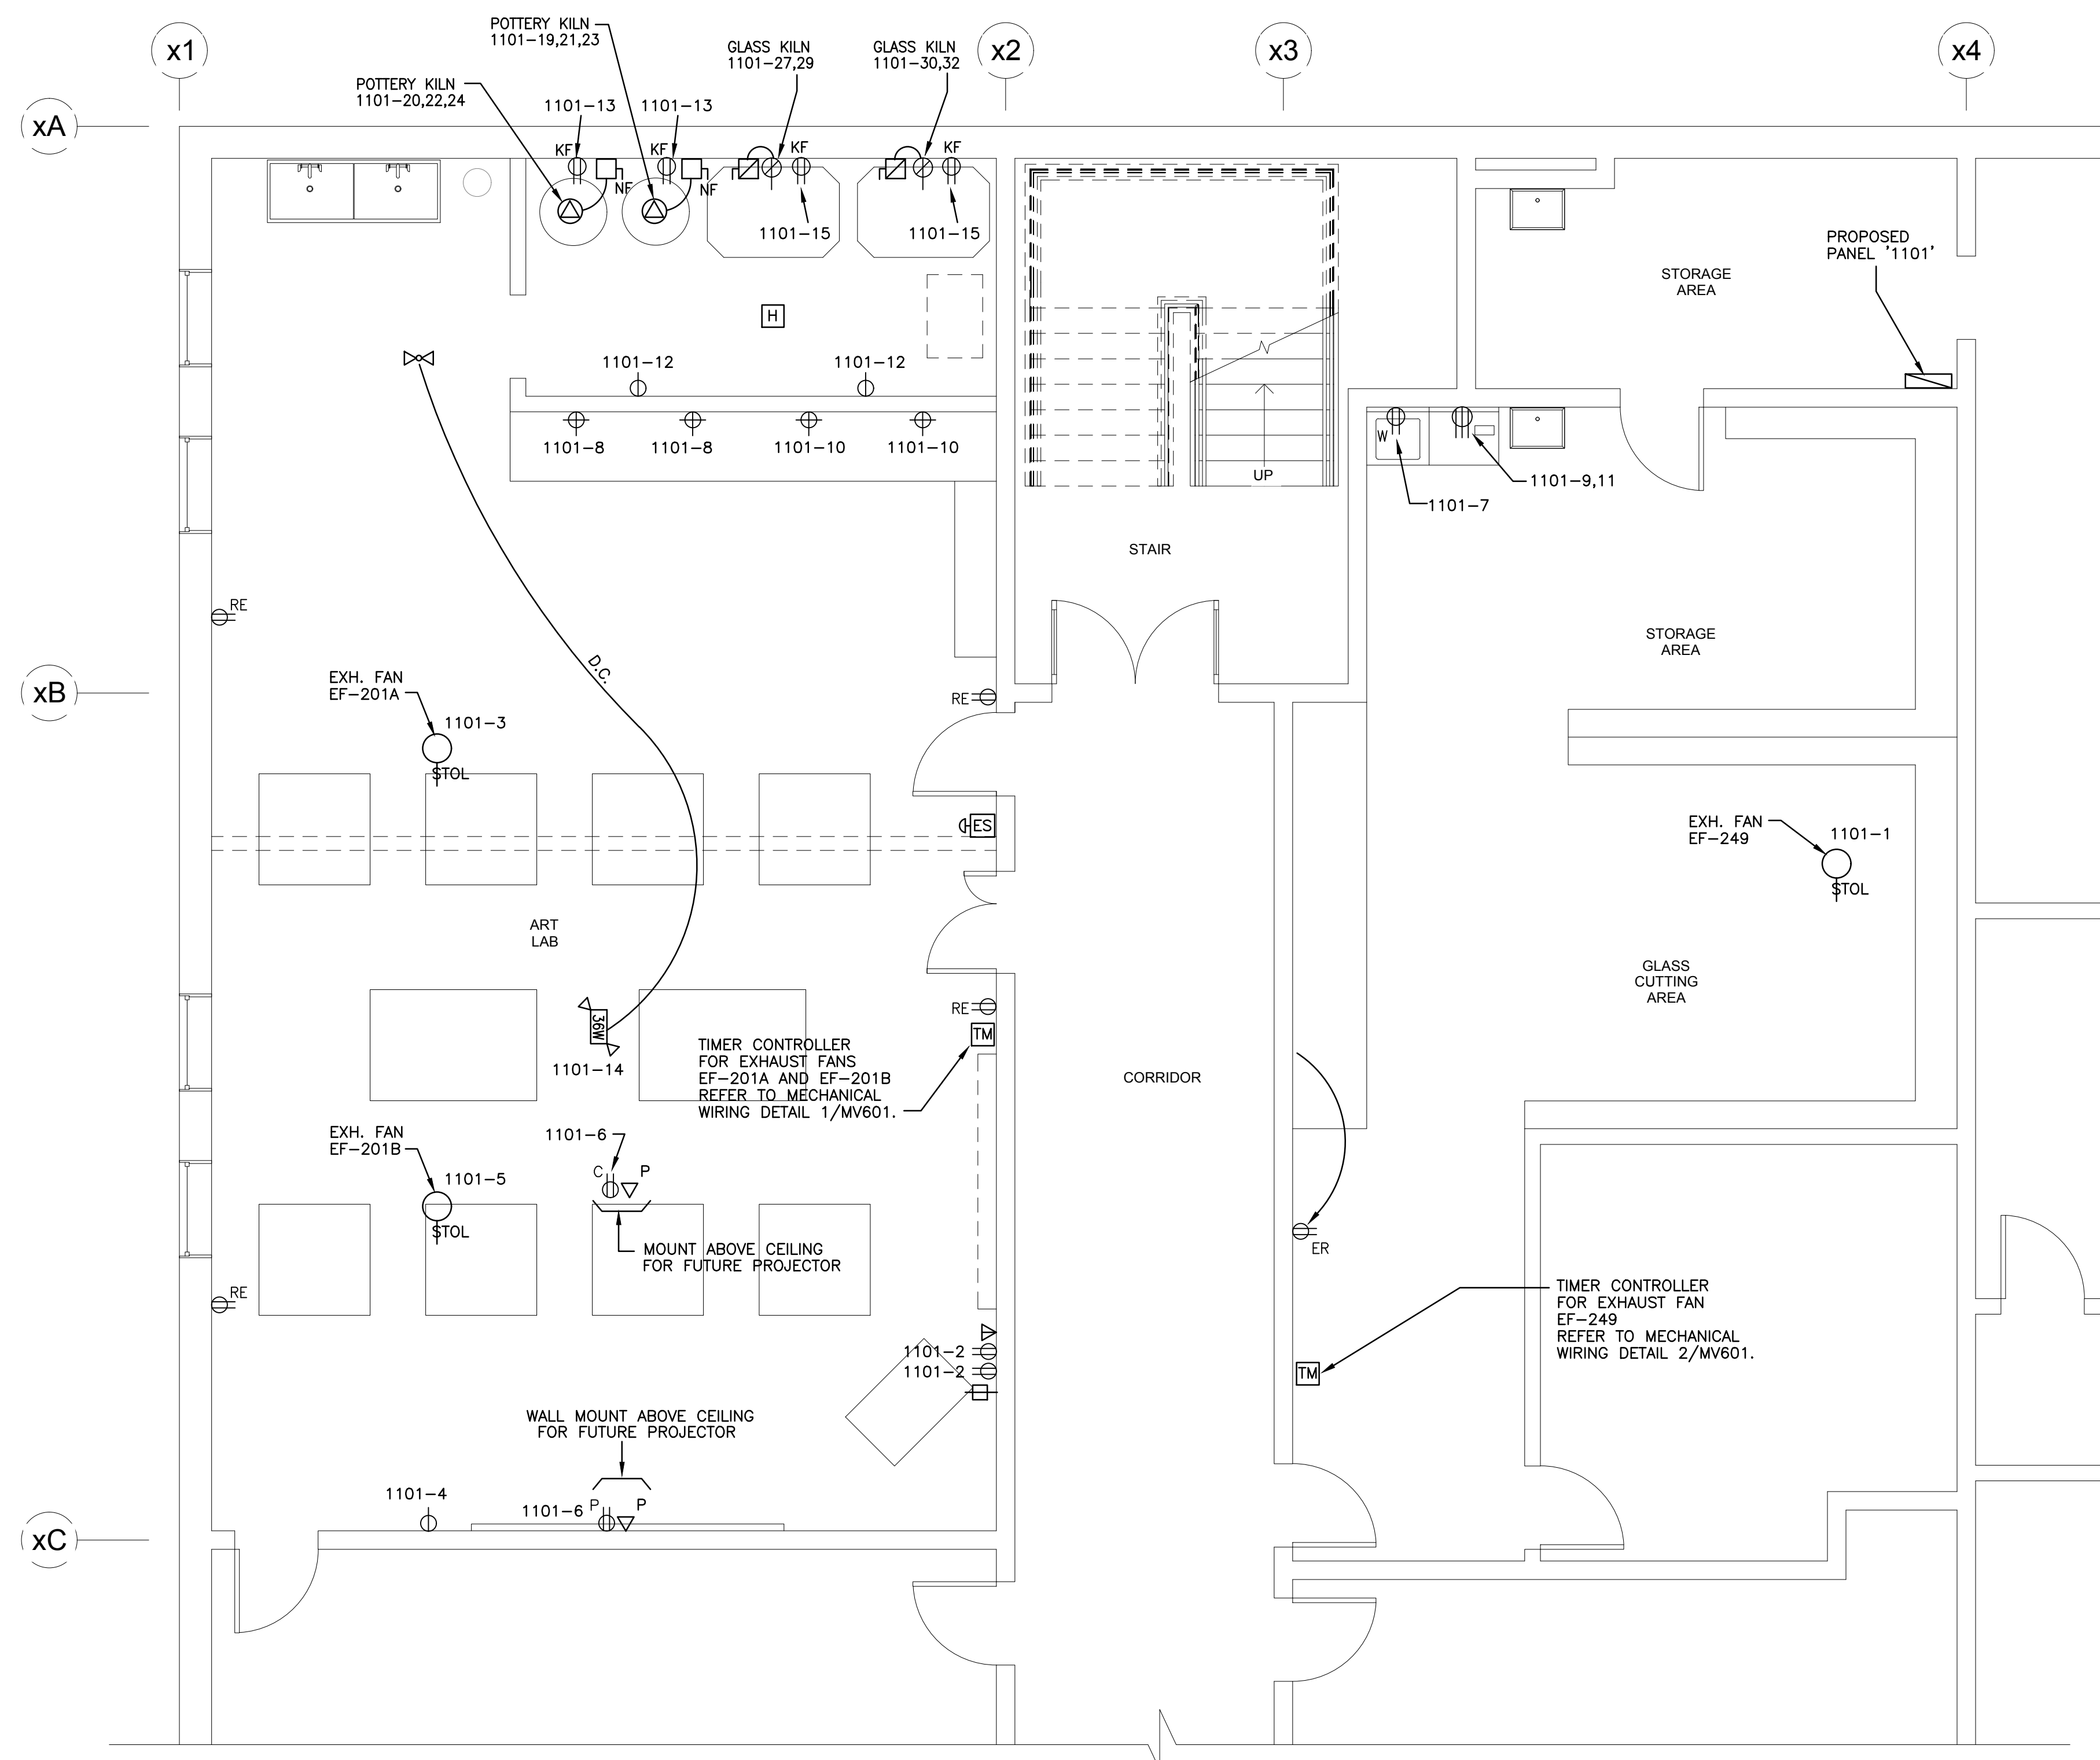 x1
x2
x3
x4
xA
POTTERY KILN
1101-19,21,23
GLASS KILN
1101-27,29
GLASS KILN
1101-30,32
POTTERY KILN
1101-20,22,24
1101-13
1101-13
KF
KF
KF
KF
NF
NF
1101-15
1101-15
H
PROPOSED
PANEL '1101'
STORAGE
AREA
1101-12
1101-12
1101-8
1101-8
1101-10
1101-10
UP
W
1101-9,11
1101-7
STAIR
RE
STORAGE
AREA
D.C.
xB
EXH. FAN
EF-201A
1101-3
$TOL
RE
ES
EXH. FAN
EF-249
1101-1
$TOL
ART
LAB
GLASS
CUTTING
AREA
RE
TM
36W
1101-14
TIMER CONTROLLER
FOR EXHAUST FANS
EF-201A AND EF-201B
REFER TO MECHANICAL
WIRING DETAIL 1/MV601.
CORRIDOR
EXH. FAN
EF-201B
1101-5
$TOL
1101-6
C
P
MOUNT ABOVE CEILING
FOR FUTURE PROJECTOR
ER
RE
TIMER CONTROLLER
FOR EXHAUST FAN
EF-249
REFER TO MECHANICAL
WIRING DETAIL 2/MV601.
TM
1101-2
1101-2
WALL MOUNT ABOVE CEILING
FOR FUTURE PROJECTOR
1101-4
1101-6
P
P
xC